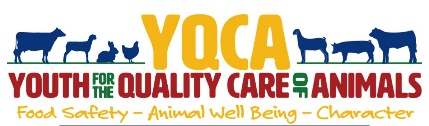 YQCA
YOUTH FOR THE QUALITY CARE OF ANIMALS
Food Safety – Animal Well Being – Character